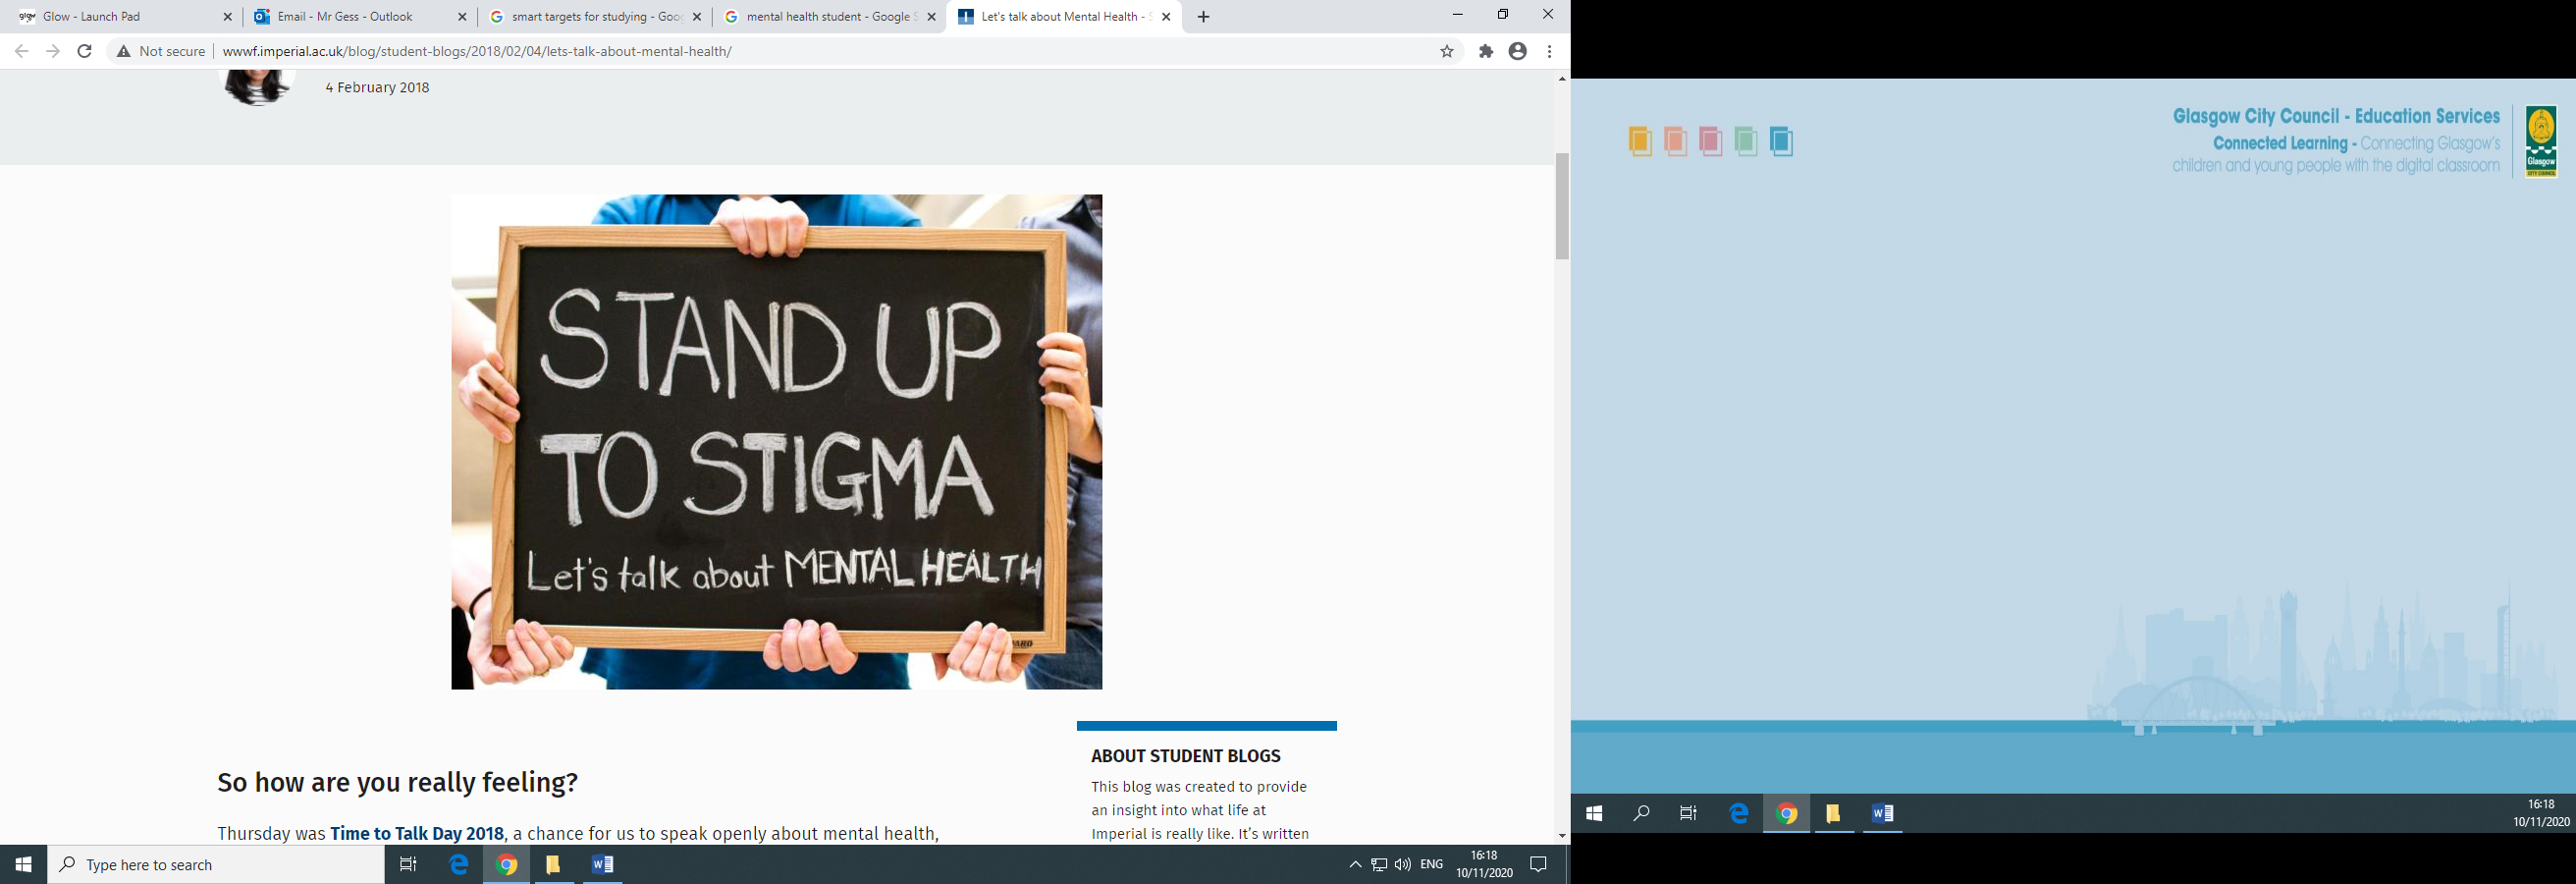 Glow - Launch Pad
Email - Mr Gess - Outlook
smart targets for studying - Goo
mental health student - Google S
Let's talk about Mental Health - S
Not secure
wwwf.imperial.ac.uk/blog/student-blogs/2018/02/04/lets-talk-about-mental-health/
4 February 2018
STAND UP
TO STIGMA
Let's talk about MENTAL HEALTH
So how are you really feeling?
Thursday was Time to Talk Day 2018, a chance for us to speak openly about mental health,
ABOUT STUDENT BLOGS
This blog was created to provide
an insight into what life at
Imperial is really like. It's written
Type here to search
ENG
16:18
10/11/2020
Glasgow City Council - Education Services
Connected Learning - Connecting Glasgow's
children and young people with the digital classroom
Glasgow
CITY COUNCIL
16:18
10/11/2020